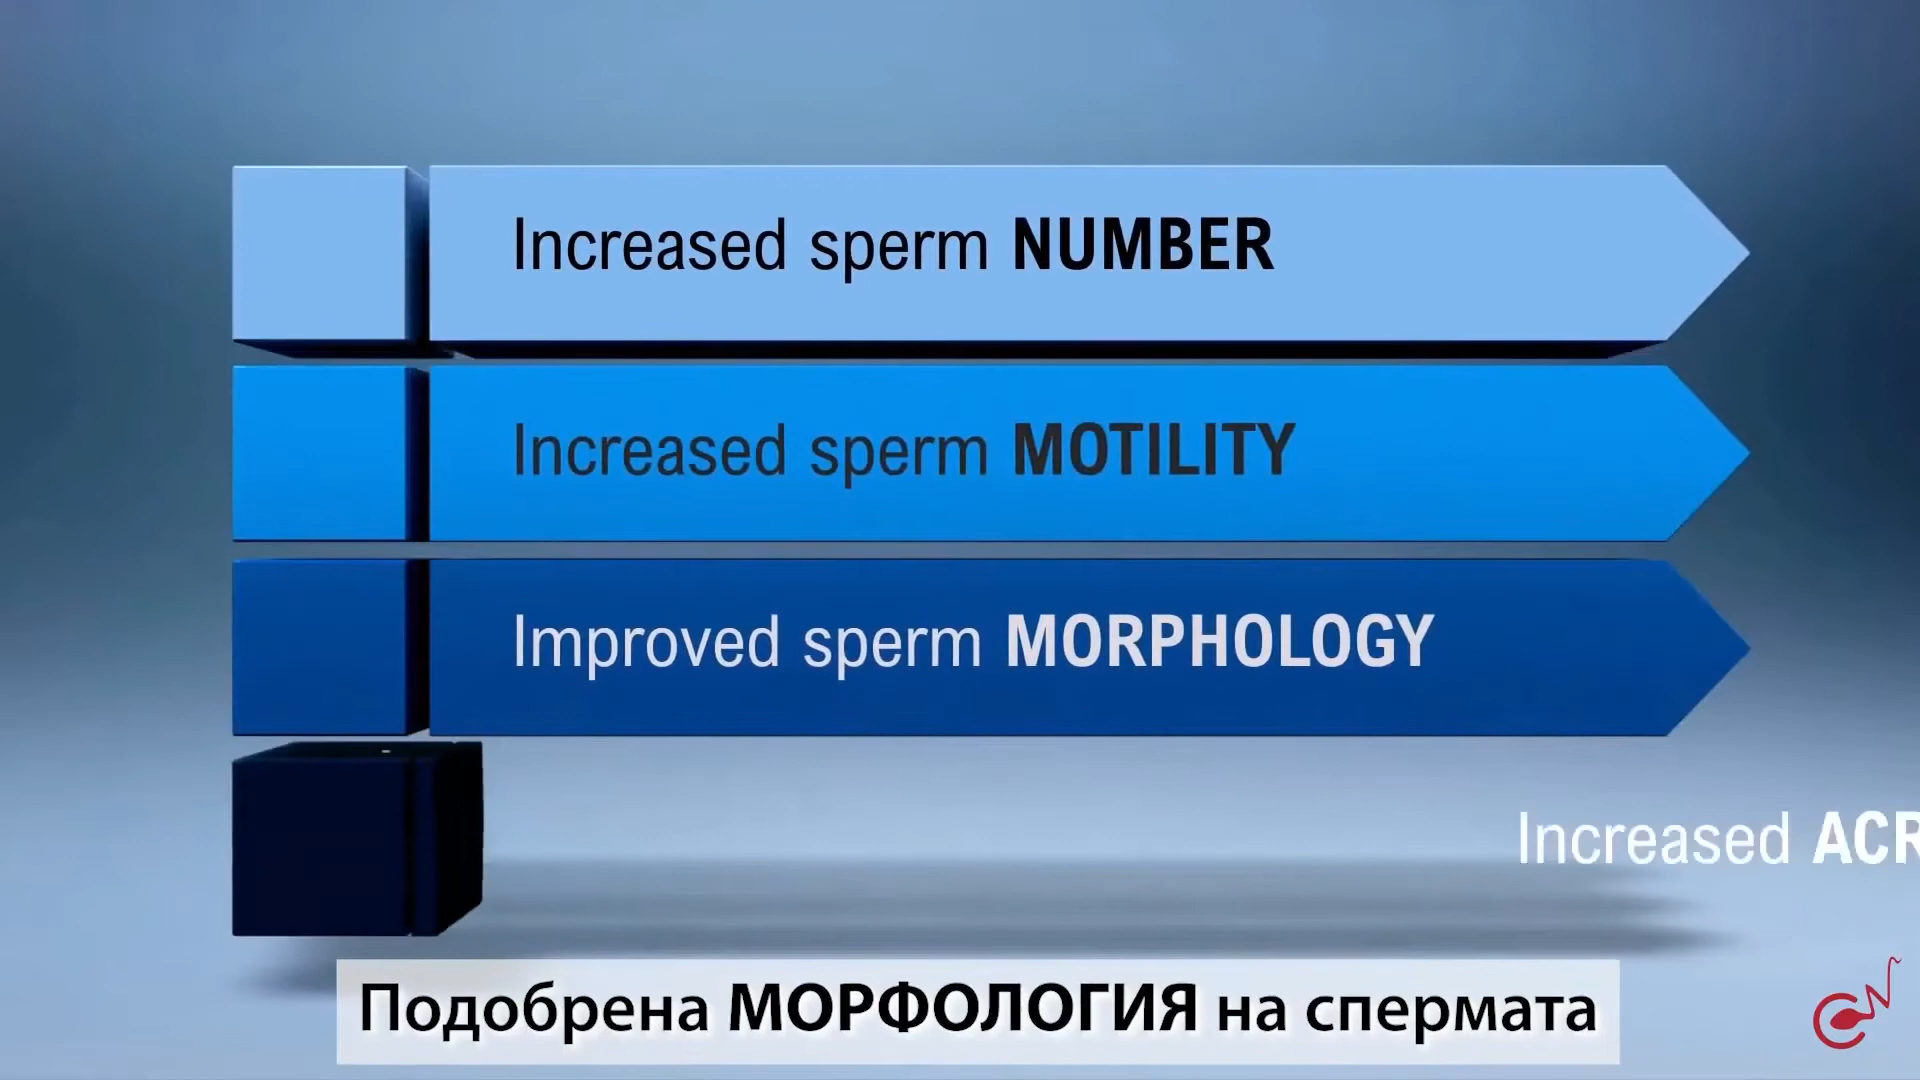 Increased sperm NUMBER
Increased sperm MOTILITY
Improved sperm MORPHOLOGY
Increased
Подобрена МОРФОЛОГИЯ на спермата